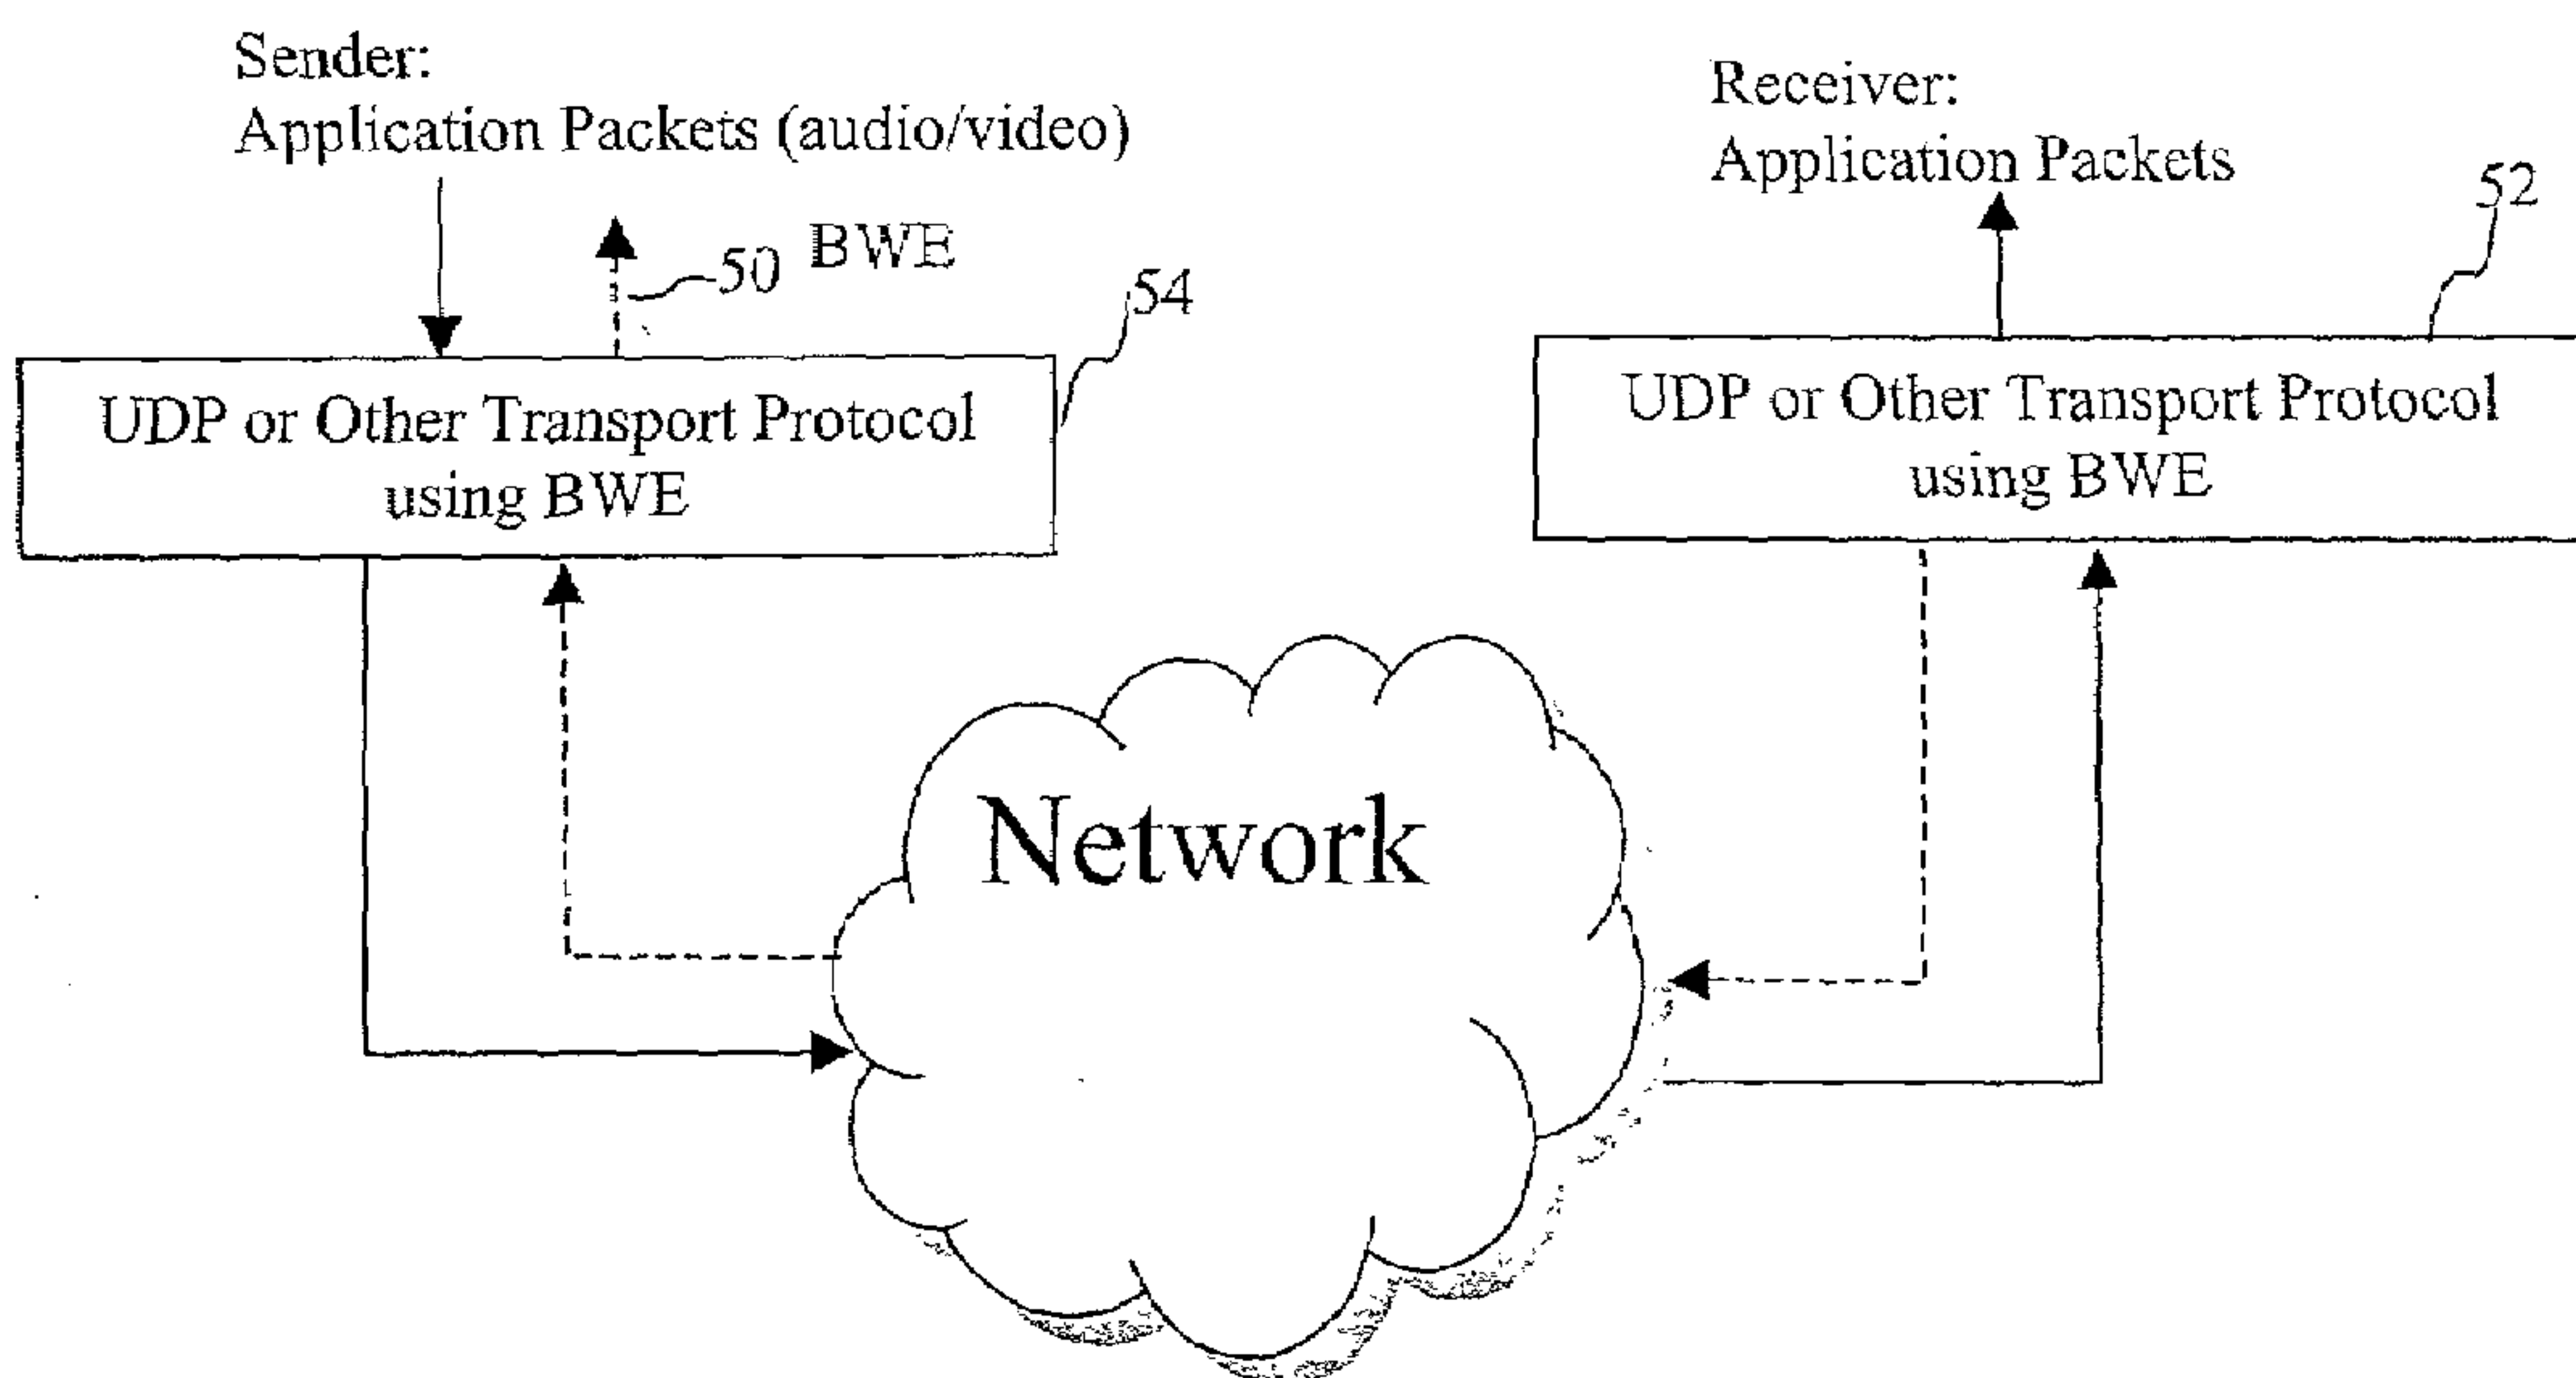 Sender:
Application Packets (audio/video)
Receiver:
Application Packets
52
50 BWE
54
UDP or Other Transport Protocol
using BWE
UDP or Other Transport Protocol
using BWE
Network